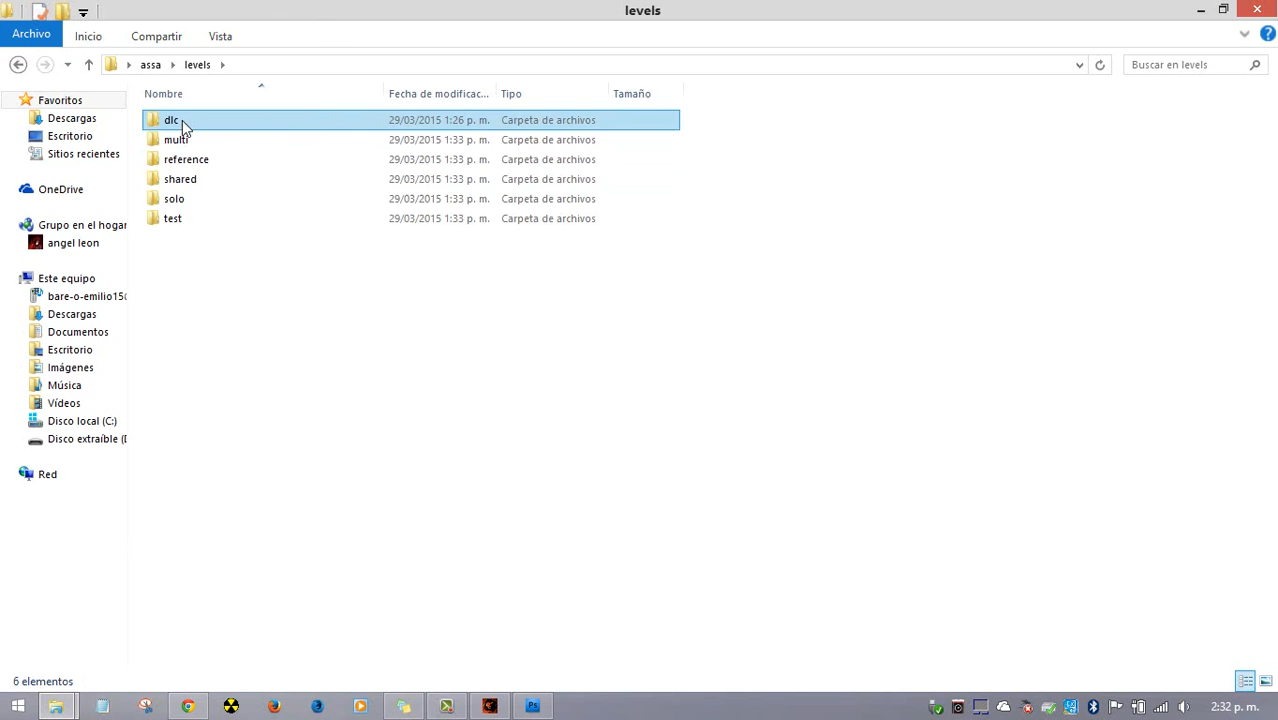 levels
Archivo Inicio Compartir Vista
assa levels Buscar en levels
Nombre Fecha de modificac... Tipo Tamaño
dlc 29/03/2015 1:26 p. m. Carpeta de archivos
multi 29/03/2015 1:33 p. m. Carpeta de archivos
reference 29/03/2015 1:33 p. m. Carpeta de archivos
shared 29/03/2015 1:33 p. m. Carpeta de archivos
solo 29/03/2015 1:33 p. m. Carpeta de archivos
test 29/03/2015 1:33 p. m. Carpeta de archivos
Favoritos
Descargas
Escritorio
Sitios recientes
OneDrive
Grupo en el hogar
angel leon
Este equipo
bare-o-emilio15
Descargas
Documentos
Escritorio
Imágenes
Música
Vídeos
Disco local (C:)
Disco extraíble (
Red
6 elementos
Ps
2:32 p. m.